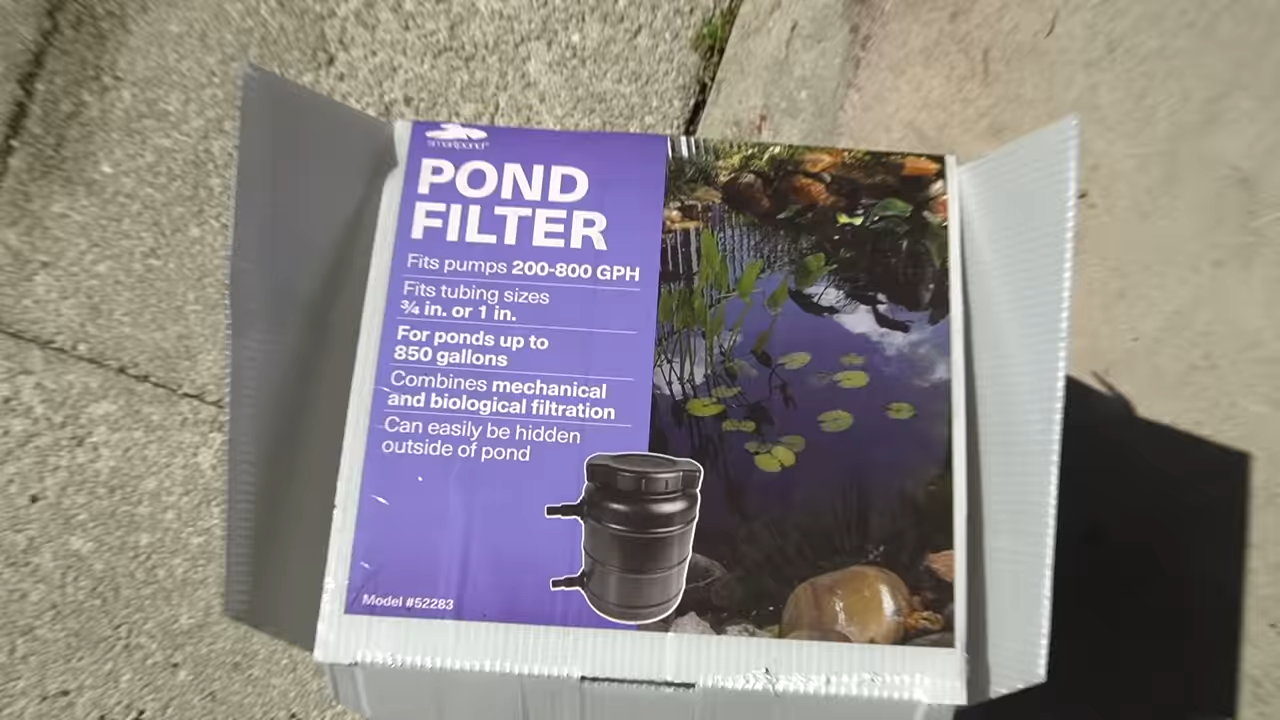 smartpond
POND
FILTER
Fits pumps 200-800 GPH
Fits tubing sizes
¾ in. or 1 in.
For ponds up to
850 gallons
Combines mechanical
and biological filtration
Can easily be hidden
outside of pond
Model #52283